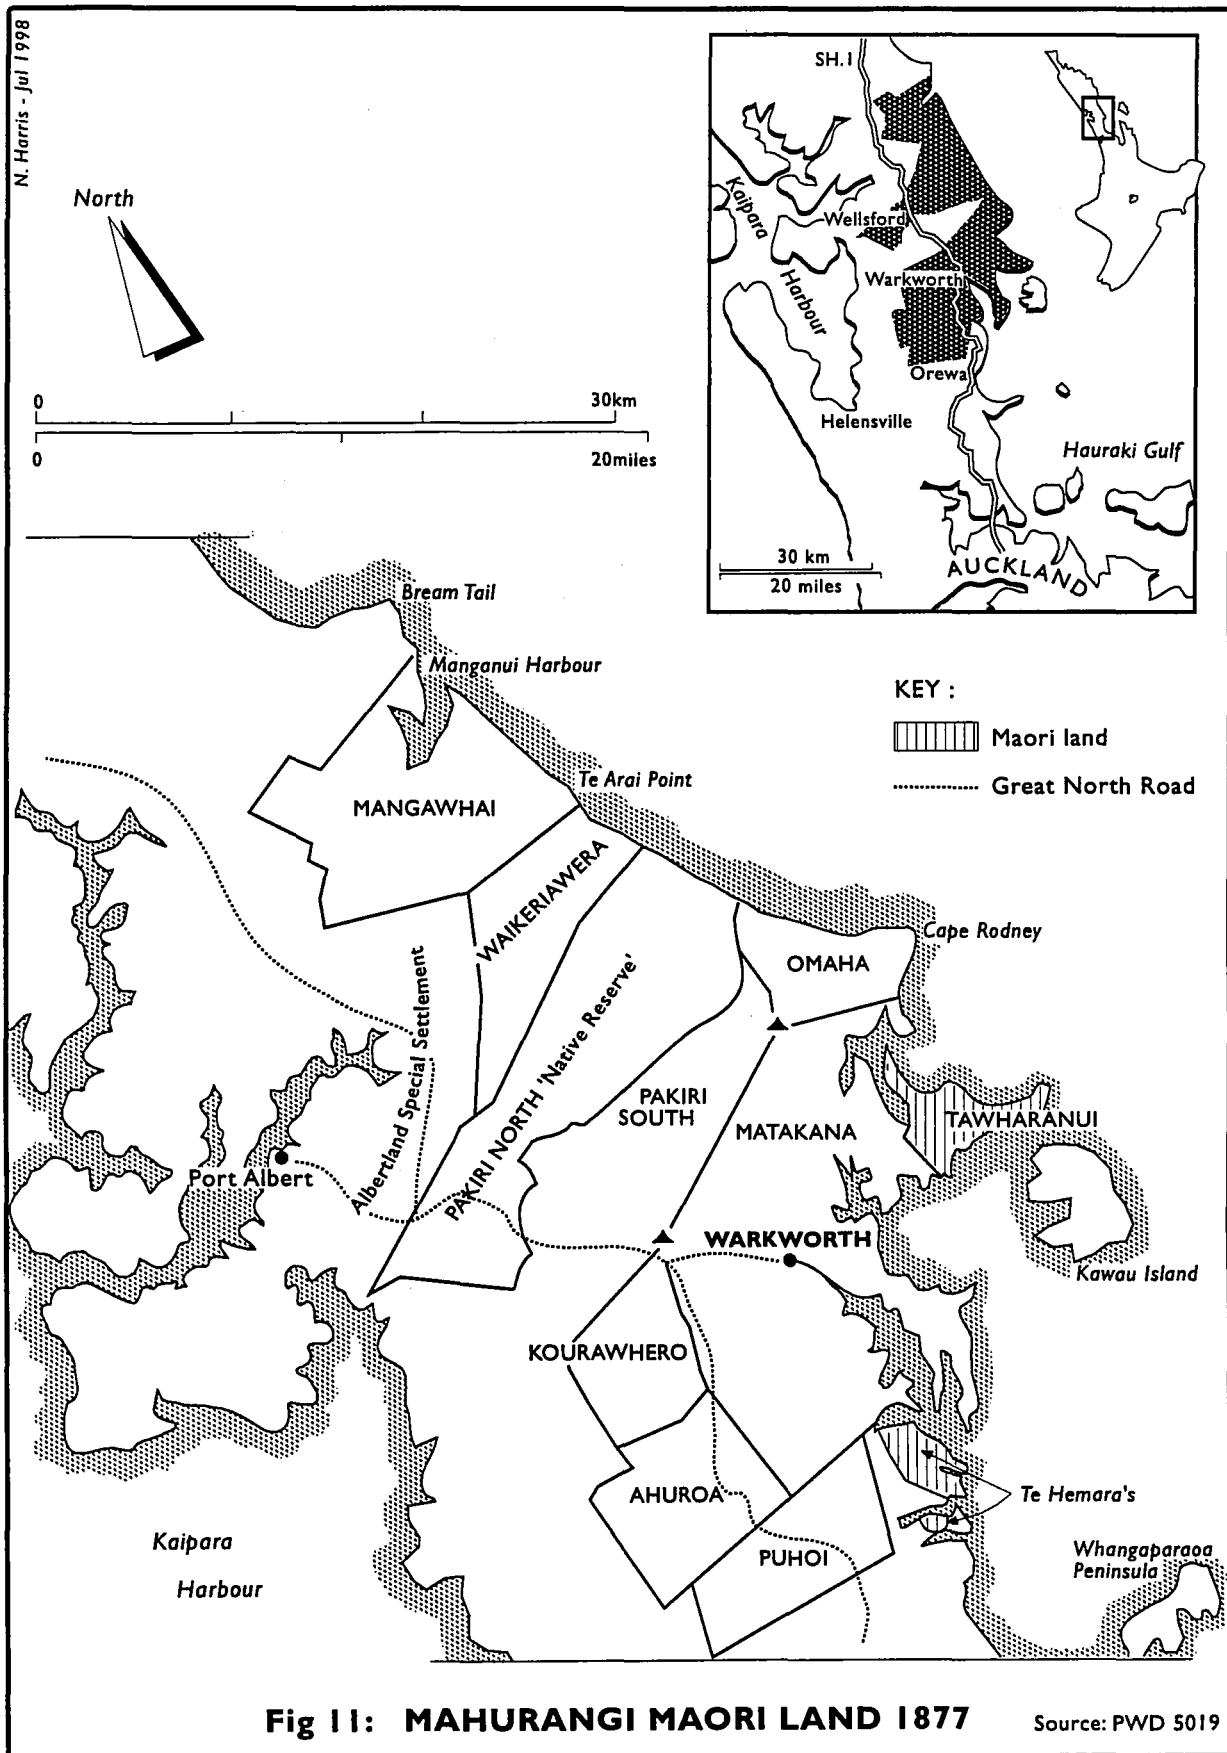 N. Harris - Jul 1998
North
0
30km
0
20miles
SH.1
Kaipara
Harbour
Wellsford
Warkworth
Orewa
Helensville
Hauraki Gulf
30 km
20 miles
AUCKLAND
Bream Tail
Manganui Harbour
KEY :
Maori land
Great North Road
Te Arai Point
MANGAWHAI
WAIKERIAWERA
Cape Rodney
OMAHA
Albertland Special Settlement
PAKIRI NORTH 'Native Reserve'
PAKIRI
SOUTH
MATAKANA
TAWHARANUI
Port Albert
WARKWORTH
Kawau Island
KOURAWHERO
AHUROA
Te Hemara's
PUHOI
Whangaparaoa
Peninsula
Kaipara
Harbour
Fig 11: MAHURANGI MAORI LAND 1877
Source: PWD 5019